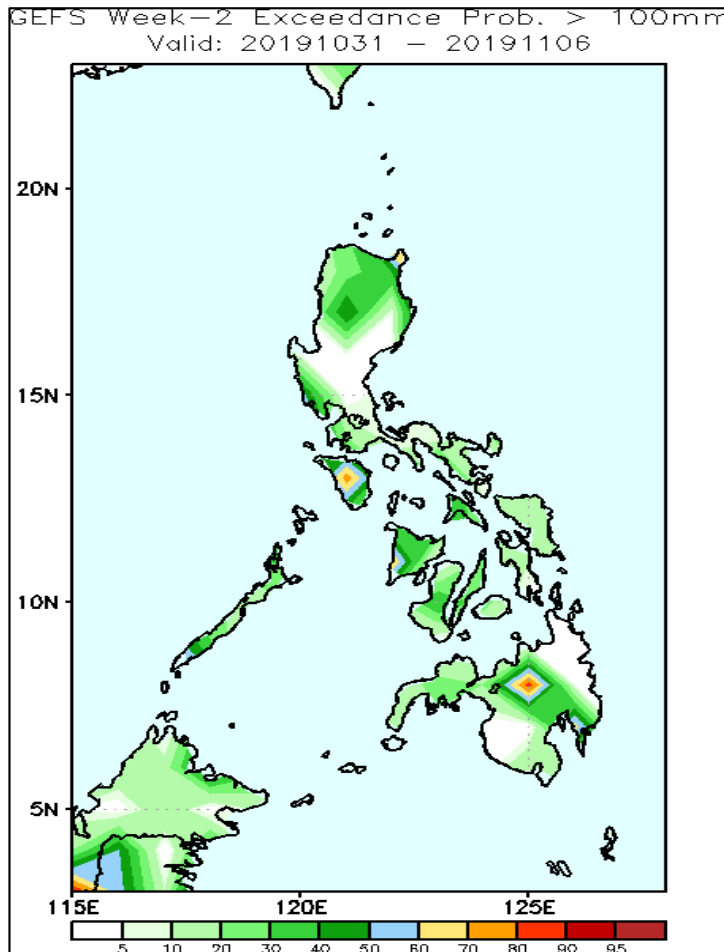 GEFS Week-2 Exceedance Prob. > 100mm
Valid: 20191031 - 20191106
20N
15N
10N
5N
115E 120E 125E
5 10 20 30 40 50 60 70 80 90 95